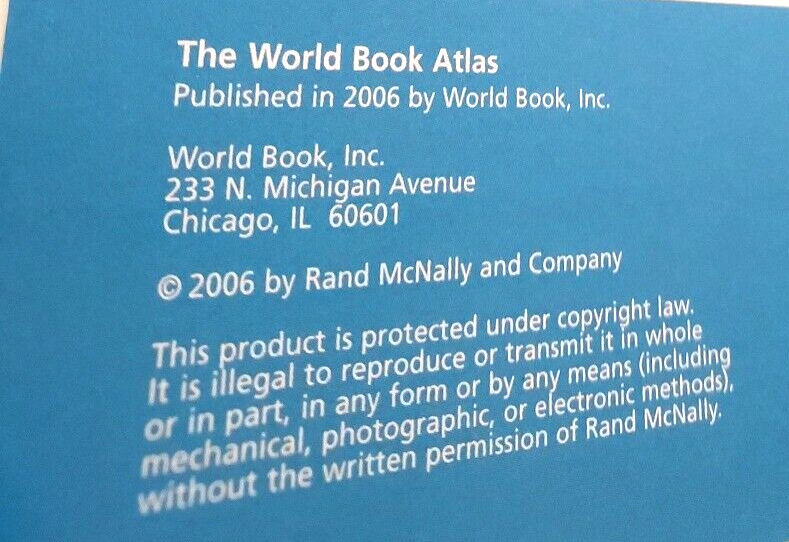 The World Book Atlas
Published in 2006 by World Book, Inc.
World Book, Inc.
233 N. Michigan Avenue
Chicago, IL 60601
© 2006 by Rand McNally and Company
This product is protected under copyright law.
It is illegal to reproduce or transmit it in whole
or in part, in any form or by any means (including
mechanical, photographic, or electronic methods),
without the written permission of Rand McNally.